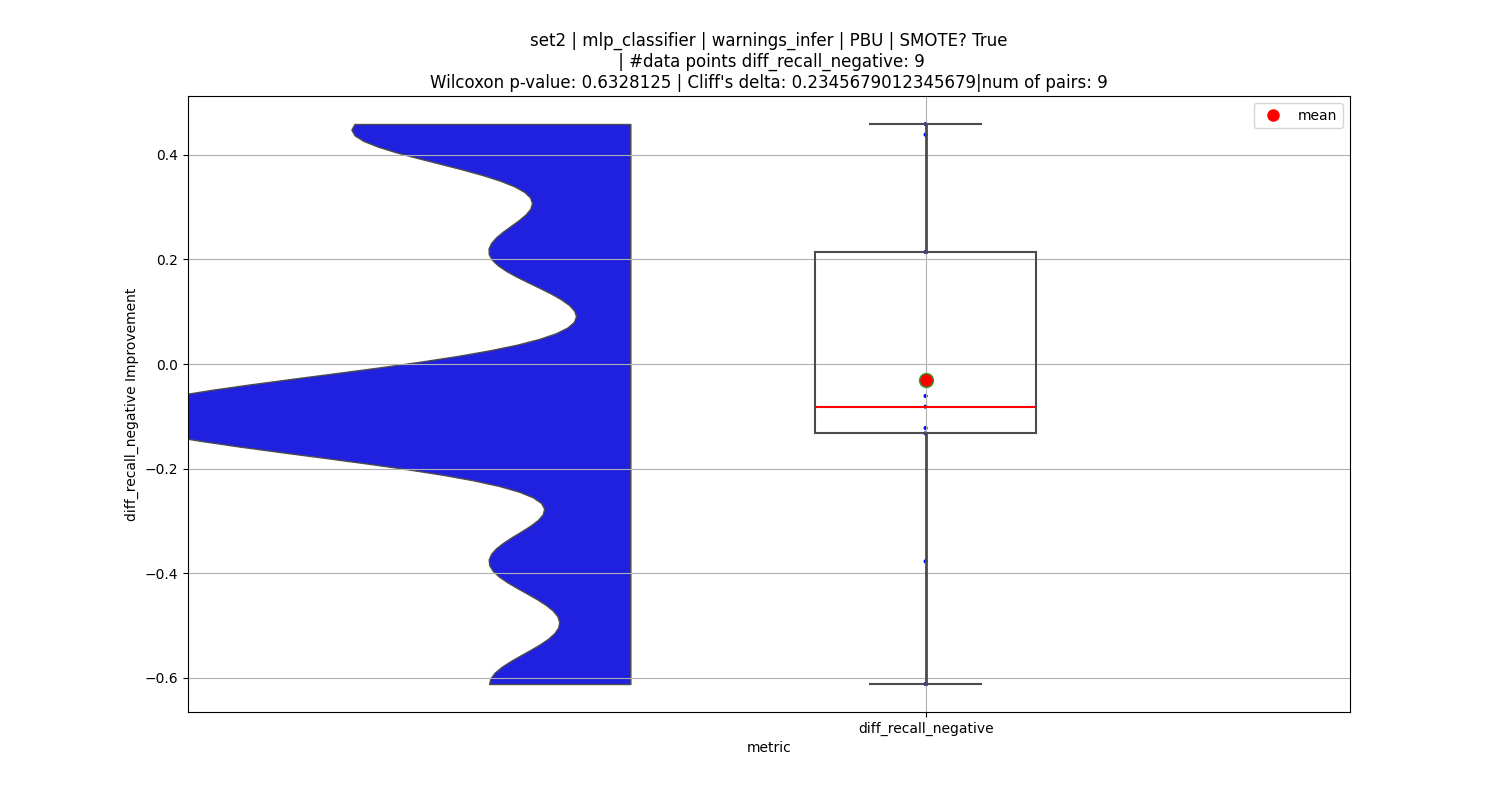 set2 | mlp_classifier | warnings_infer | PBU | SMOTE? True
| #data points diff_recall_negative: 9
Wilcoxon p-value: 0.6328125 | Cliff's delta: 0.2345679012345679|num of pairs: 9
mean
0.4
0.2
0.0
−0.2
−0.4
−0.6
diff_recall_negative Improvement
diff_recall_negative
metric